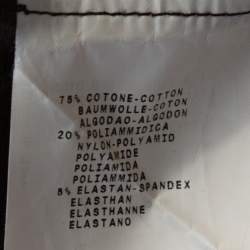 75% COTONE-COTTON
BAUMWOLLE-COTON
ALGODAO-ALGODON
20% POLIAMMIDICA
NYLON-POLYAMID
POLYAMIDE
POLIAMIDA
POLIAMMIDA
5% ELASTAN-SPANDEX
ELASTHAN
ELASTHANNE
ELASTANO